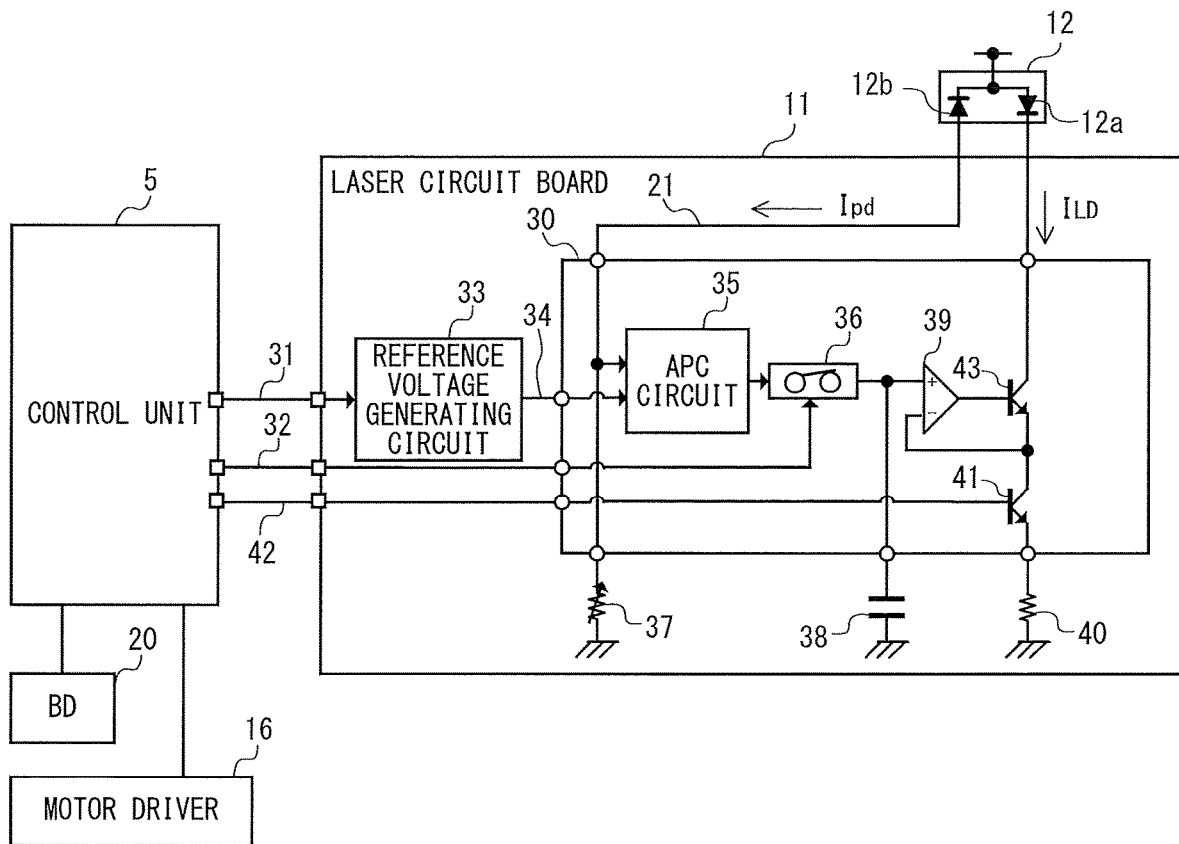 12
12b
12a
11
LASER CIRCUIT BOARD
5
21
Ipd
ILD
30
35
33
34
36
39
REFERENCE
VOLTAGE
GENERATING
CIRCUIT
APC
CIRCUIT
+
43
31
CONTROL UNIT
−
32
41
42
37
38
40
20
BD
16
MOTOR DRIVER